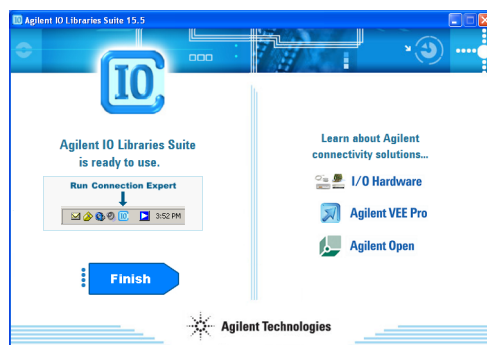 Agilent IO Libraries Suite 15.5
IO
Agilent IO Libraries Suite
is ready to use.
Run Connection Expert
IO
3:52 PM
Finish
Learn about Agilent
connectivity solutions...
I/O Hardware
Agilent VEE Pro
Agilent Open
Agilent Technologies